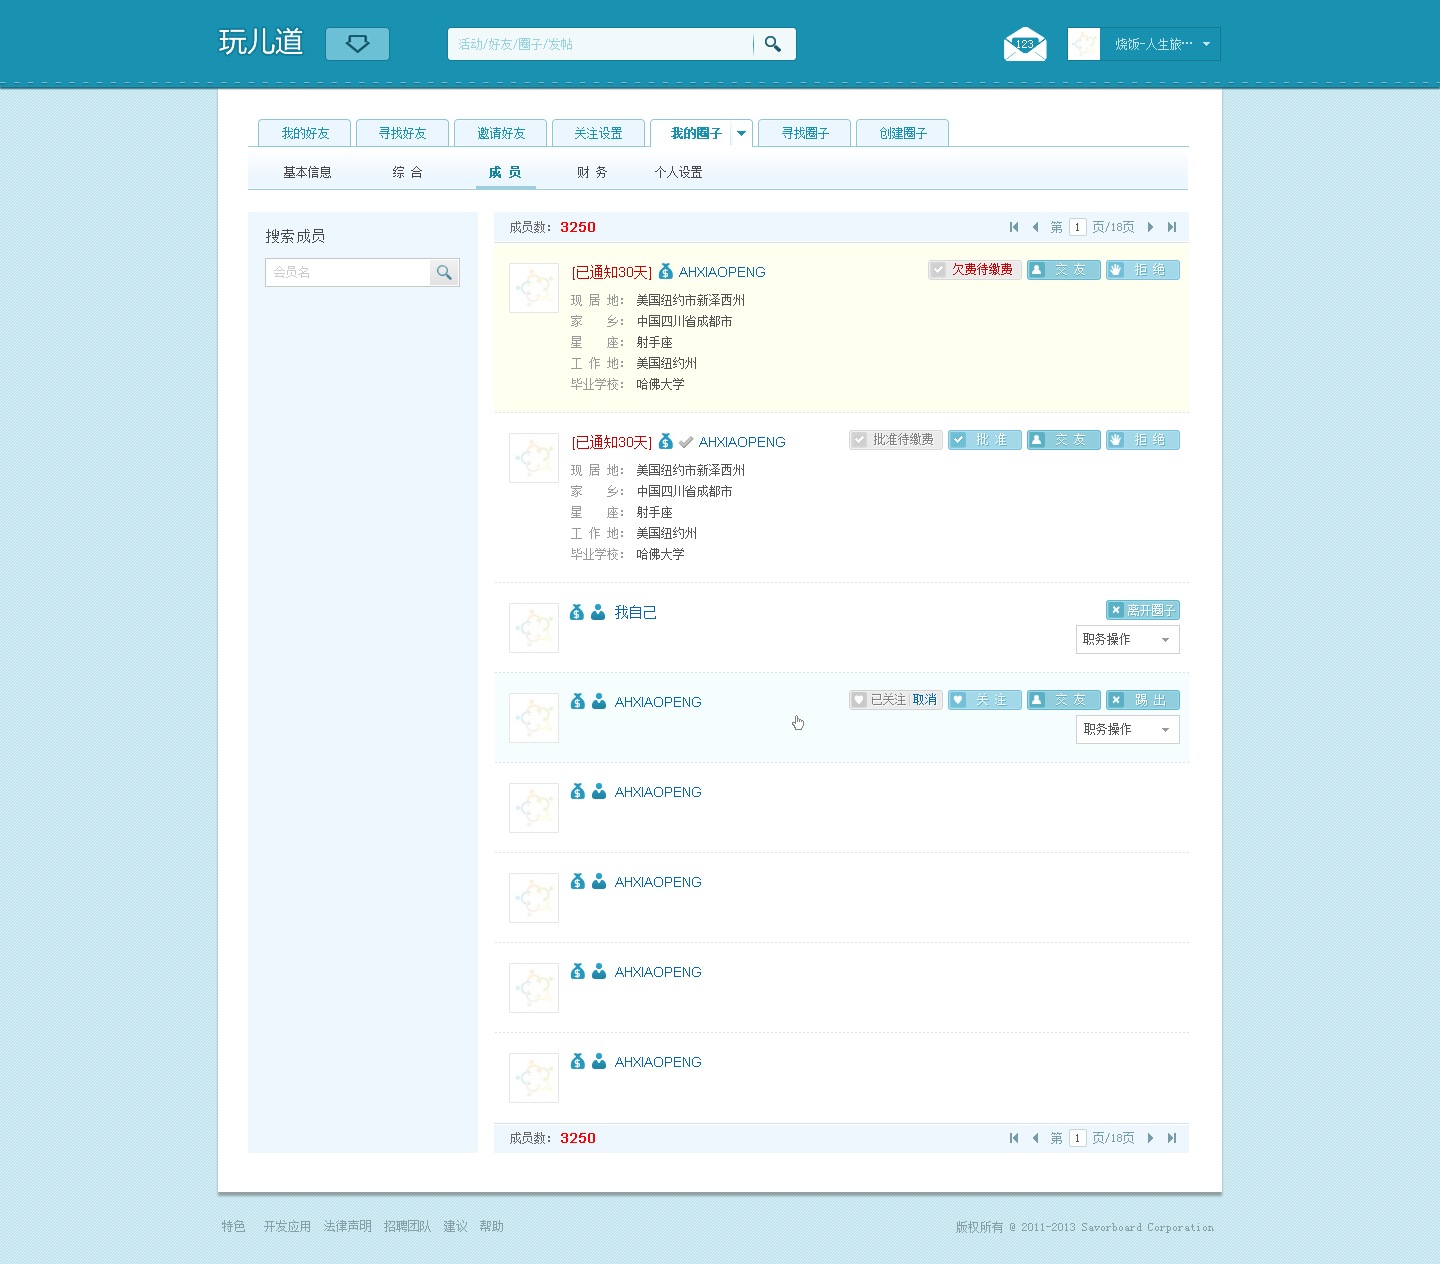 玩儿道
活动/好友/圈子/发帖
123
烧饭-人生旅…
我的好友 寻找好友 邀请好友 关注设置 我的圈子 寻找圈子 创建圈子
基本信息 综 合 成 员 财 务 个人设置
搜索成员
会员名
成员数: 3250 第 1 页/18页
[已通知30天] AHXIAOPENG 欠费待缴费 交 友 拒 绝
现 居 地: 美国纽约市新泽西州
家 乡: 中国四川省成都市
星 座: 射手座
工 作 地: 美国纽约州
毕业学校: 哈佛大学
[已通知30天] AHXIAOPENG 批准待缴费 批 准 交 友 拒 绝
现 居 地: 美国纽约市新泽西州
家 乡: 中国四川省成都市
星 座: 射手座
工 作 地: 美国纽约州
毕业学校: 哈佛大学
我自己 离开圈子
职务操作
AHXIAOPENG 已关注 取消 关 注 交 友 踢 出
职务操作
AHXIAOPENG
AHXIAOPENG
AHXIAOPENG
AHXIAOPENG
成员数: 3250 第 1 页/18页
特色 开发应用 法律声明 招聘团队 建议 帮助
版权所有 @ 2011-2013 Savorboard Corporation